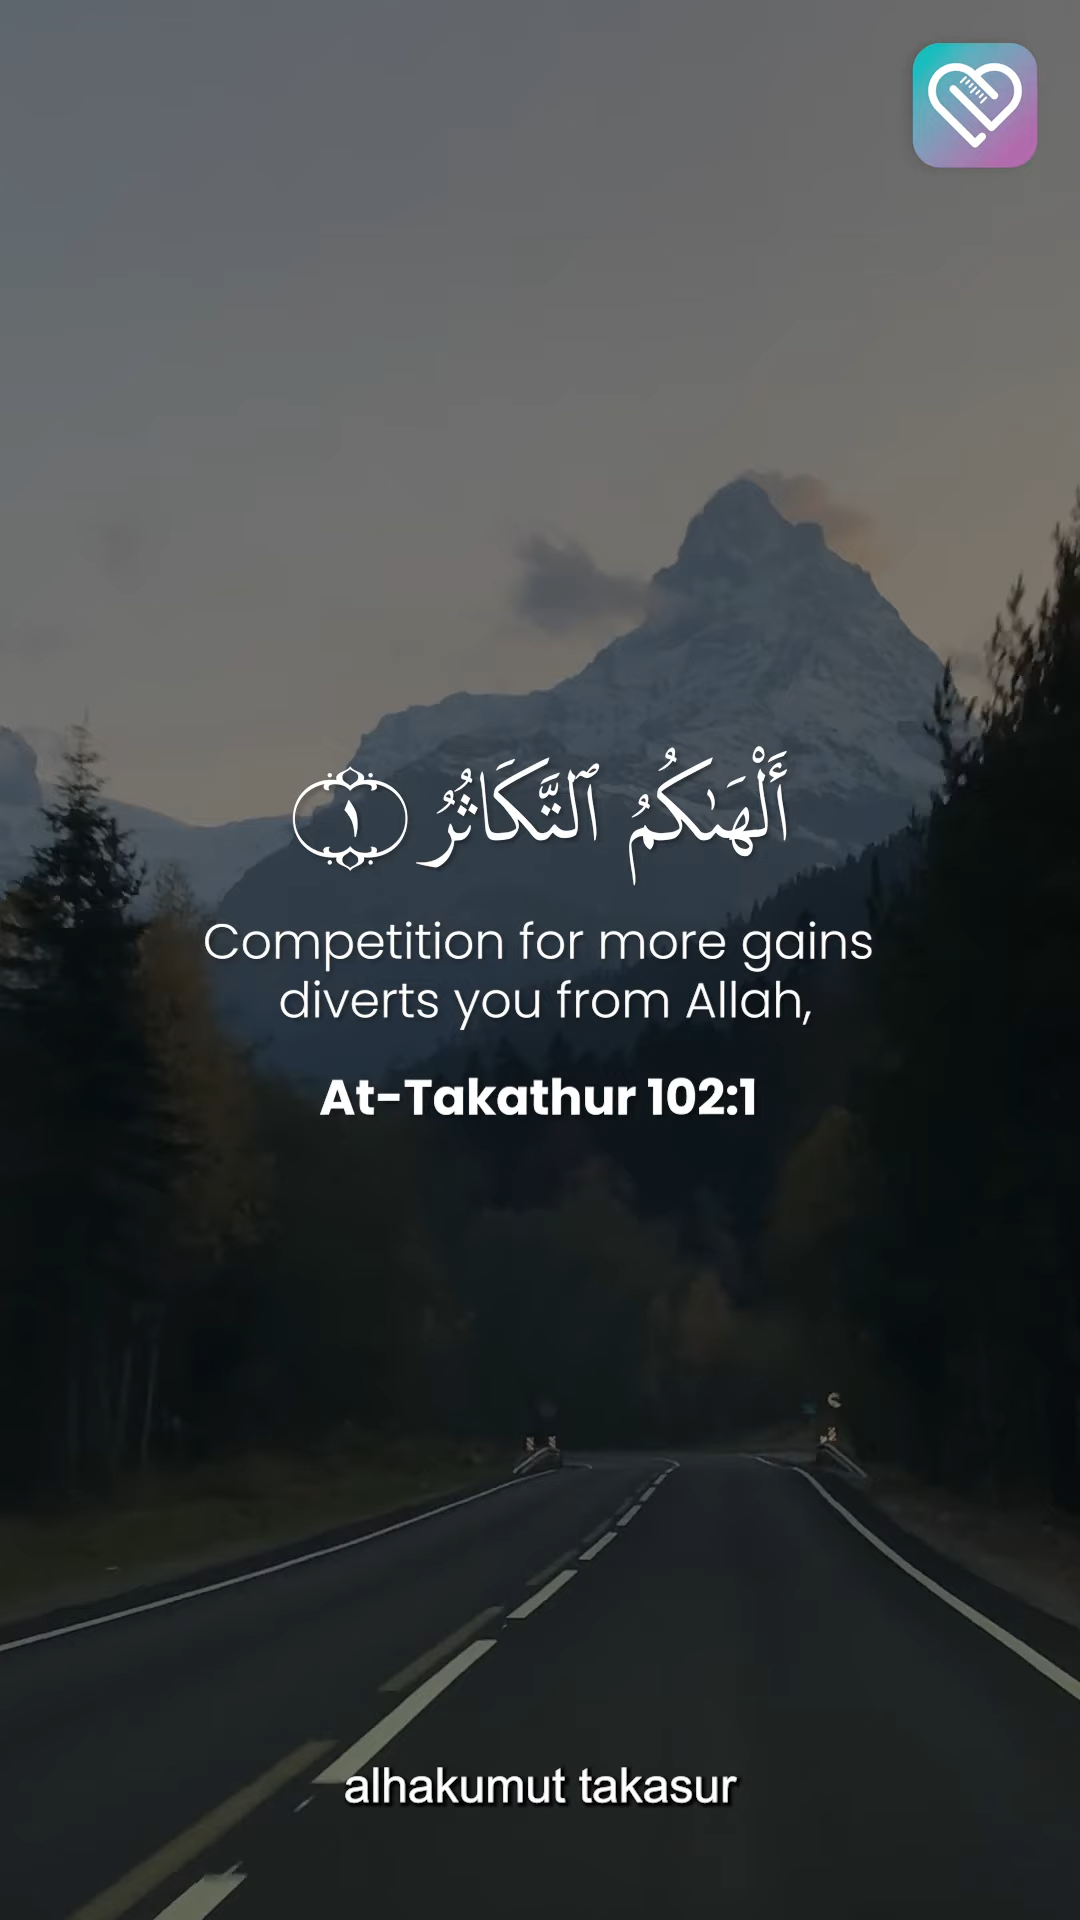 أَلْهَىٰكُمُ ٱلتَّكَاثُرُ ١
Competition for more gains
diverts you from Allah,
At-Takathur 102:1
alhakumut takasur